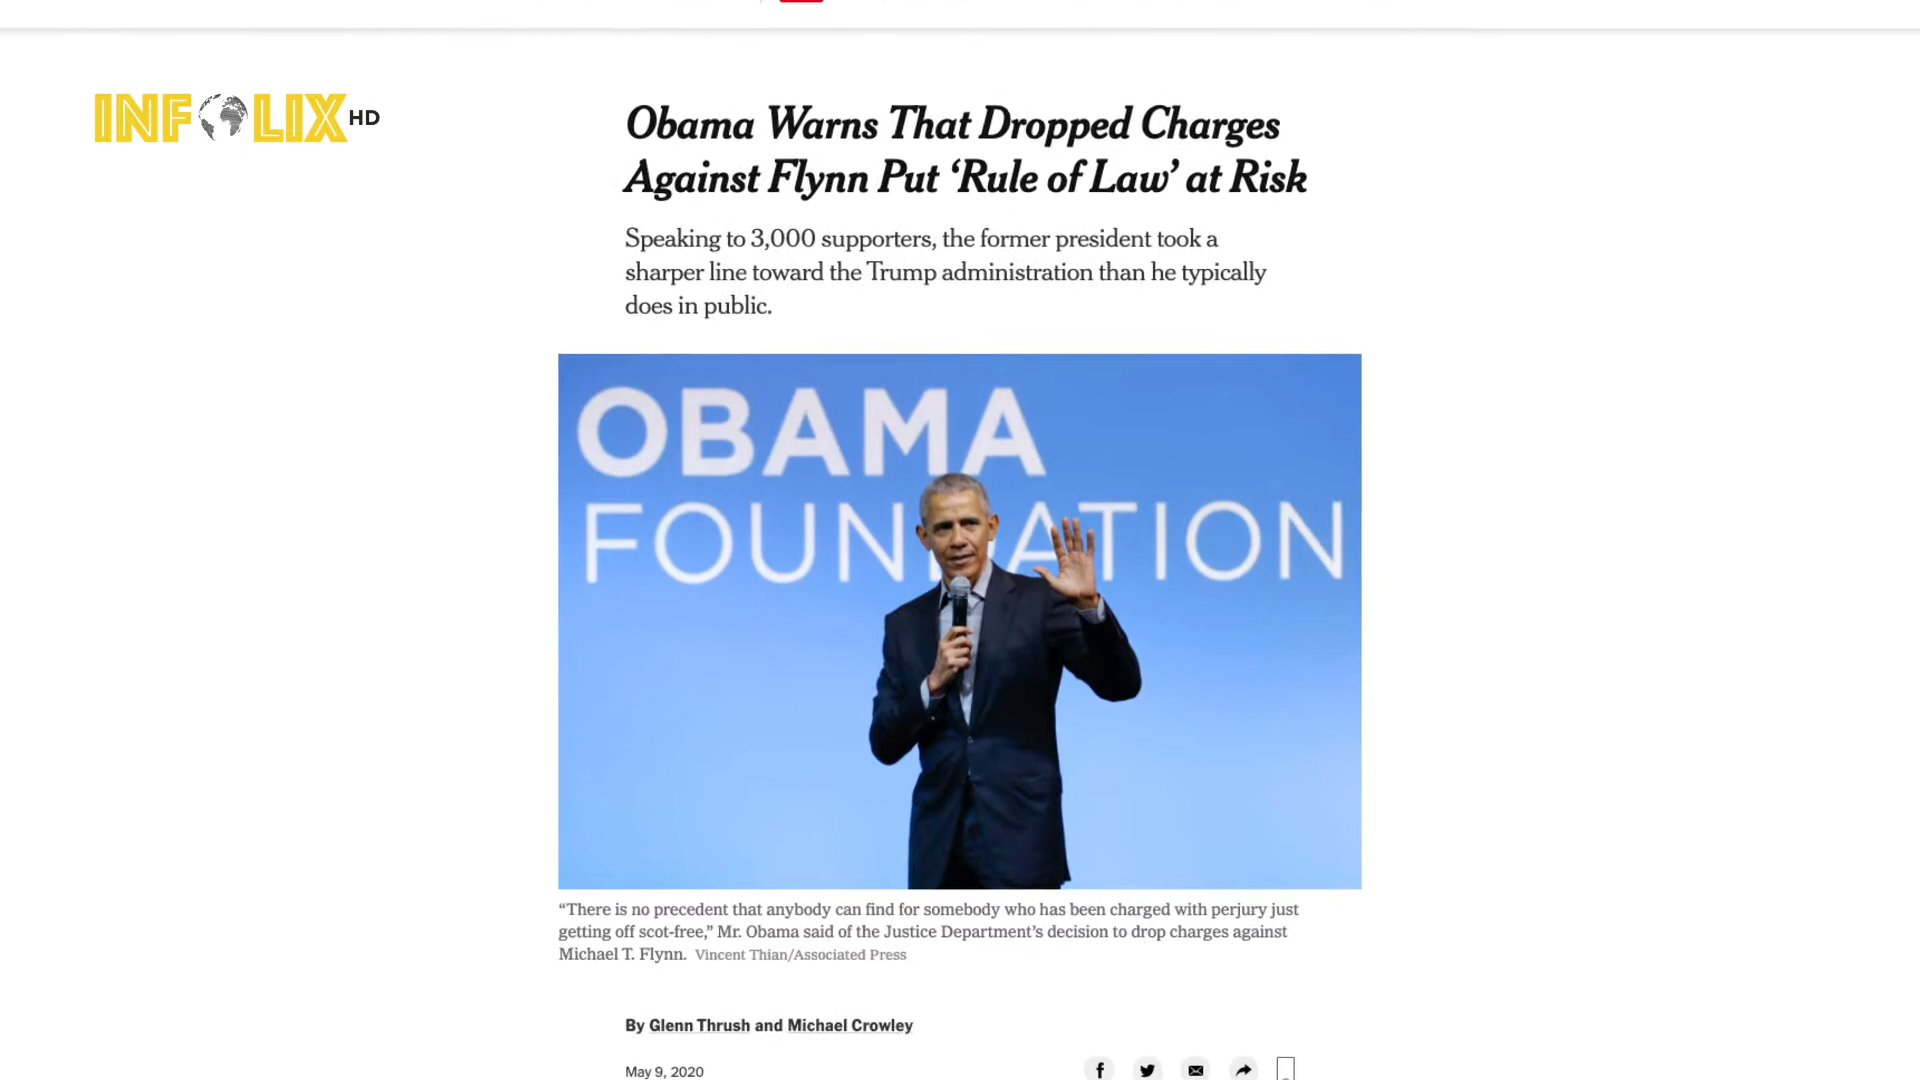 INFOLIX HD
Obama Warns That Dropped Charges
Against Flynn Put ‘Rule of Law’ at Risk
Speaking to 3,000 supporters, the former president took a
sharper line toward the Trump administration than he typically
does in public.
OBAMA
FOUNDATION
“There is no precedent that anybody can find for somebody who has been charged with perjury just
getting off scot-free,” Mr. Obama said of the Justice Department’s decision to drop charges against
Michael T. Flynn. Vincent Thian/Associated Press
By Glenn Thrush and Michael Crowley
May 9, 2020